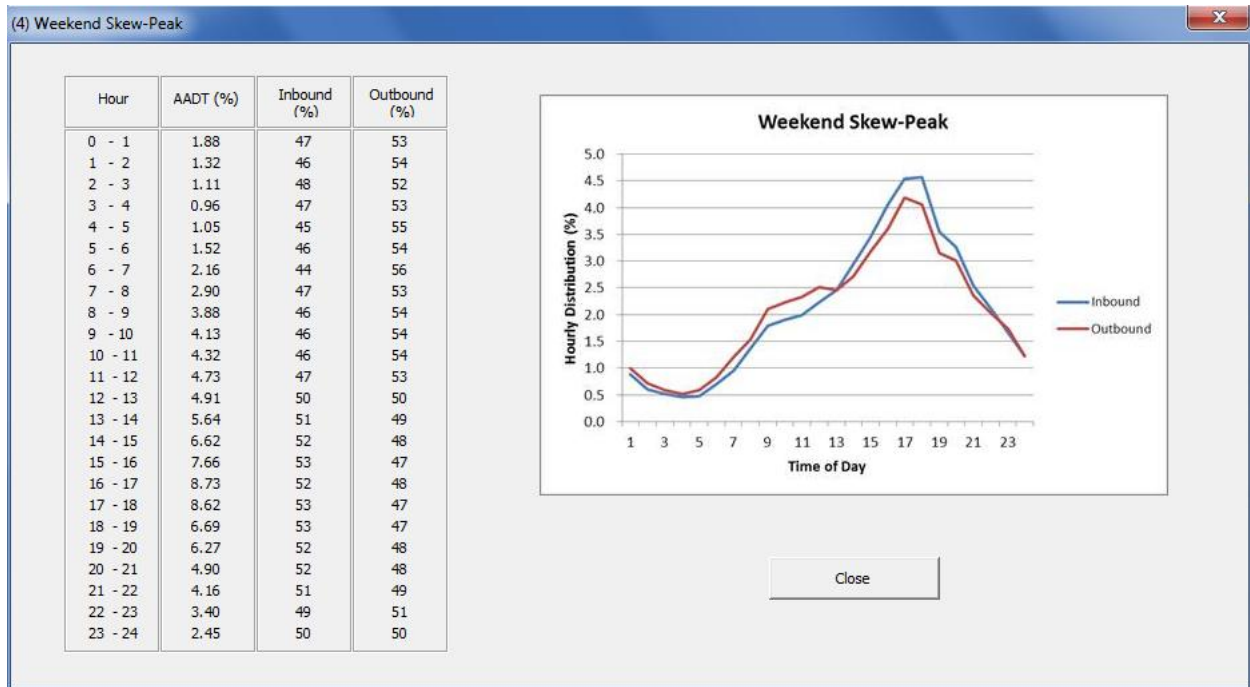 (4) Weekend Skew-Peak
x
Hour AADT (%) Inbound (%) Outbound (%)
0 - 1 1.88 47 53
1 - 2 1.32 46 54
2 - 3 1.11 48 52
3 - 4 0.96 47 53
4 - 5 1.05 45 55
5 - 6 1.52 46 54
6 - 7 2.16 44 56
7 - 8 2.90 47 53
8 - 9 3.88 46 54
9 - 10 4.13 46 54
10 - 11 4.32 46 54
11 - 12 4.73 47 53
12 - 13 4.91 50 50
13 - 14 5.64 51 49
14 - 15 6.62 52 48
15 - 16 7.66 53 47
16 - 17 8.73 52 48
17 - 18 8.62 53 47
18 - 19 6.69 53 47
19 - 20 6.27 52 48
20 - 21 4.90 52 48
21 - 22 4.16 51 49
22 - 23 3.40 49 51
23 - 24 2.45 50 50
Weekend Skew-Peak
Hourly Distribution (%)
5.0
4.5
4.0
3.5
3.0
2.5
2.0
1.5
1.0
0.5
0.0
1 3 5 7 9 11 13 15 17 19 21 23
Time of Day
Inbound
Outbound
Close